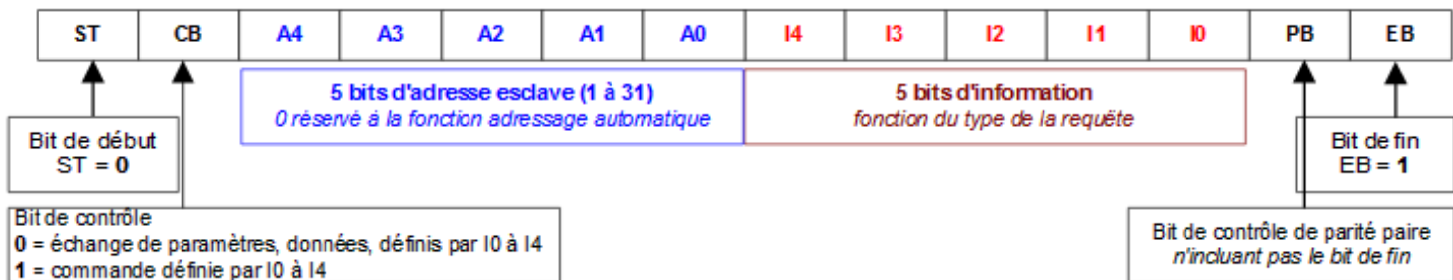 ST CB A4 A3 A2 A1 A0 I4 I3 I2 I1 I0 PB EB
5 bits d'adresse esclave (1 à 31)
0 réservé à la fonction adressage automatique
5 bits d'information
fonction du type de la requête
Bit de début
ST = 0
Bit de fin
EB = 1
Bit de contrôle
0 = échange de paramètres, données, définis par I0 à I4
1 = commande définie par I0 à I4
Bit de contrôle de parité paire
n'incluant pas le bit de fin